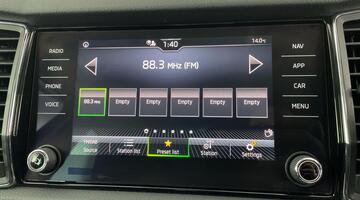 RADIO
MEDIA
PHONE
VOICE
1:40
14.0
88.3 MHz (FM)
88.3 MHz
Empty
Empty
Empty
Empty
Empty
Source
Station list
Preset list
Station
Settings
NAV
APP
CAR
MENU